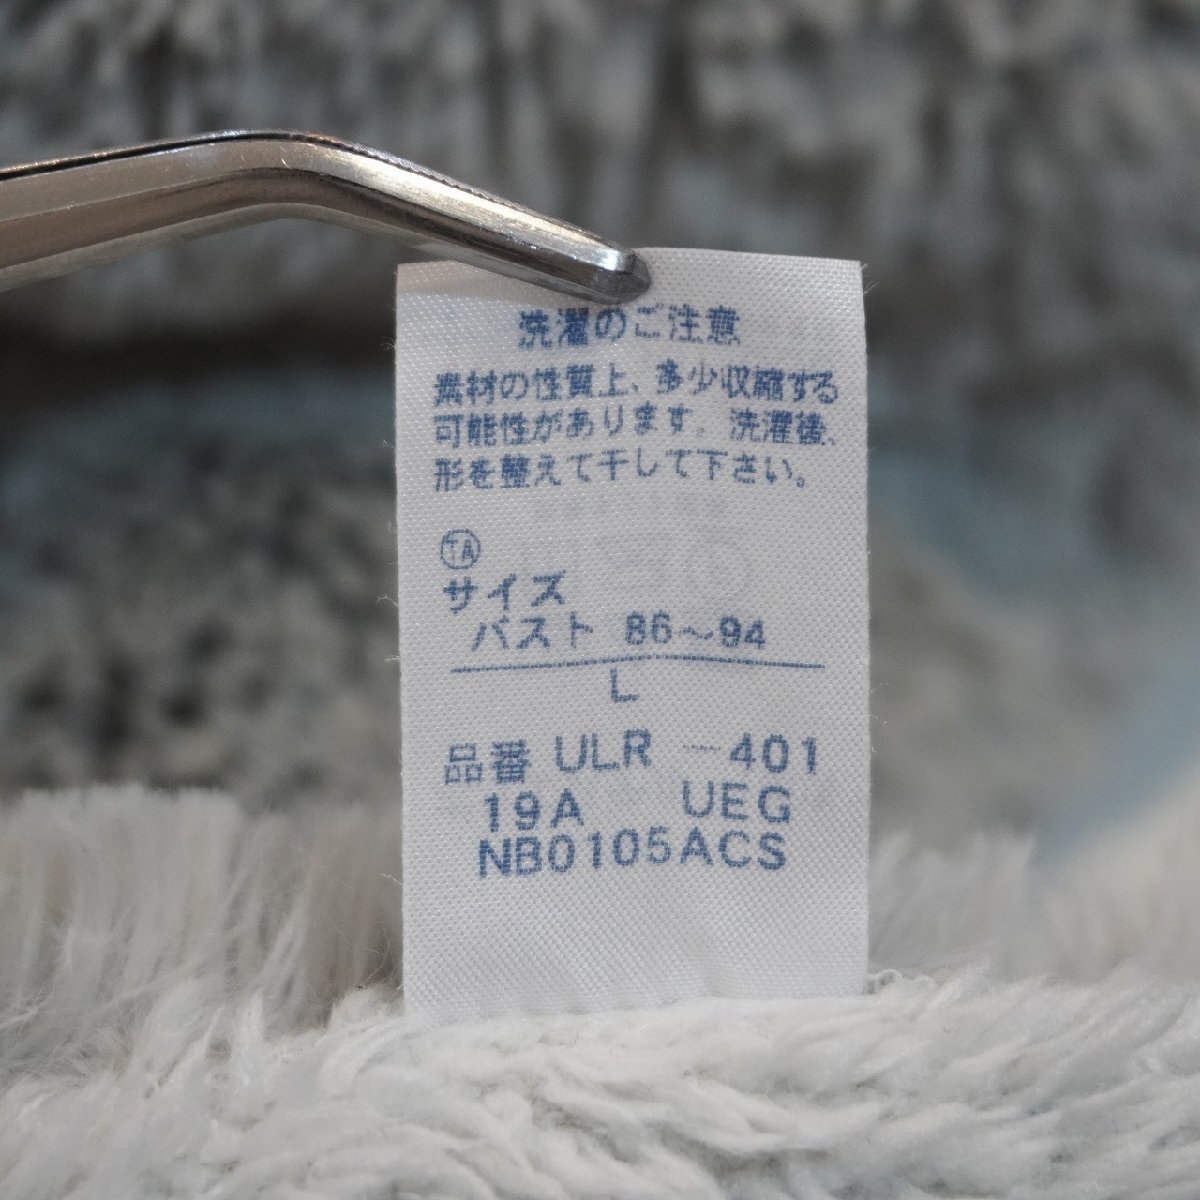 洗濯のご注意
素材の性質上、多少収縮する
可能性があります。洗濯後、
形を整えて干して下さい。
TA
サイズ
バスト 86〜94
L
品番 ULR -401
19A UEG
NB0105ACS